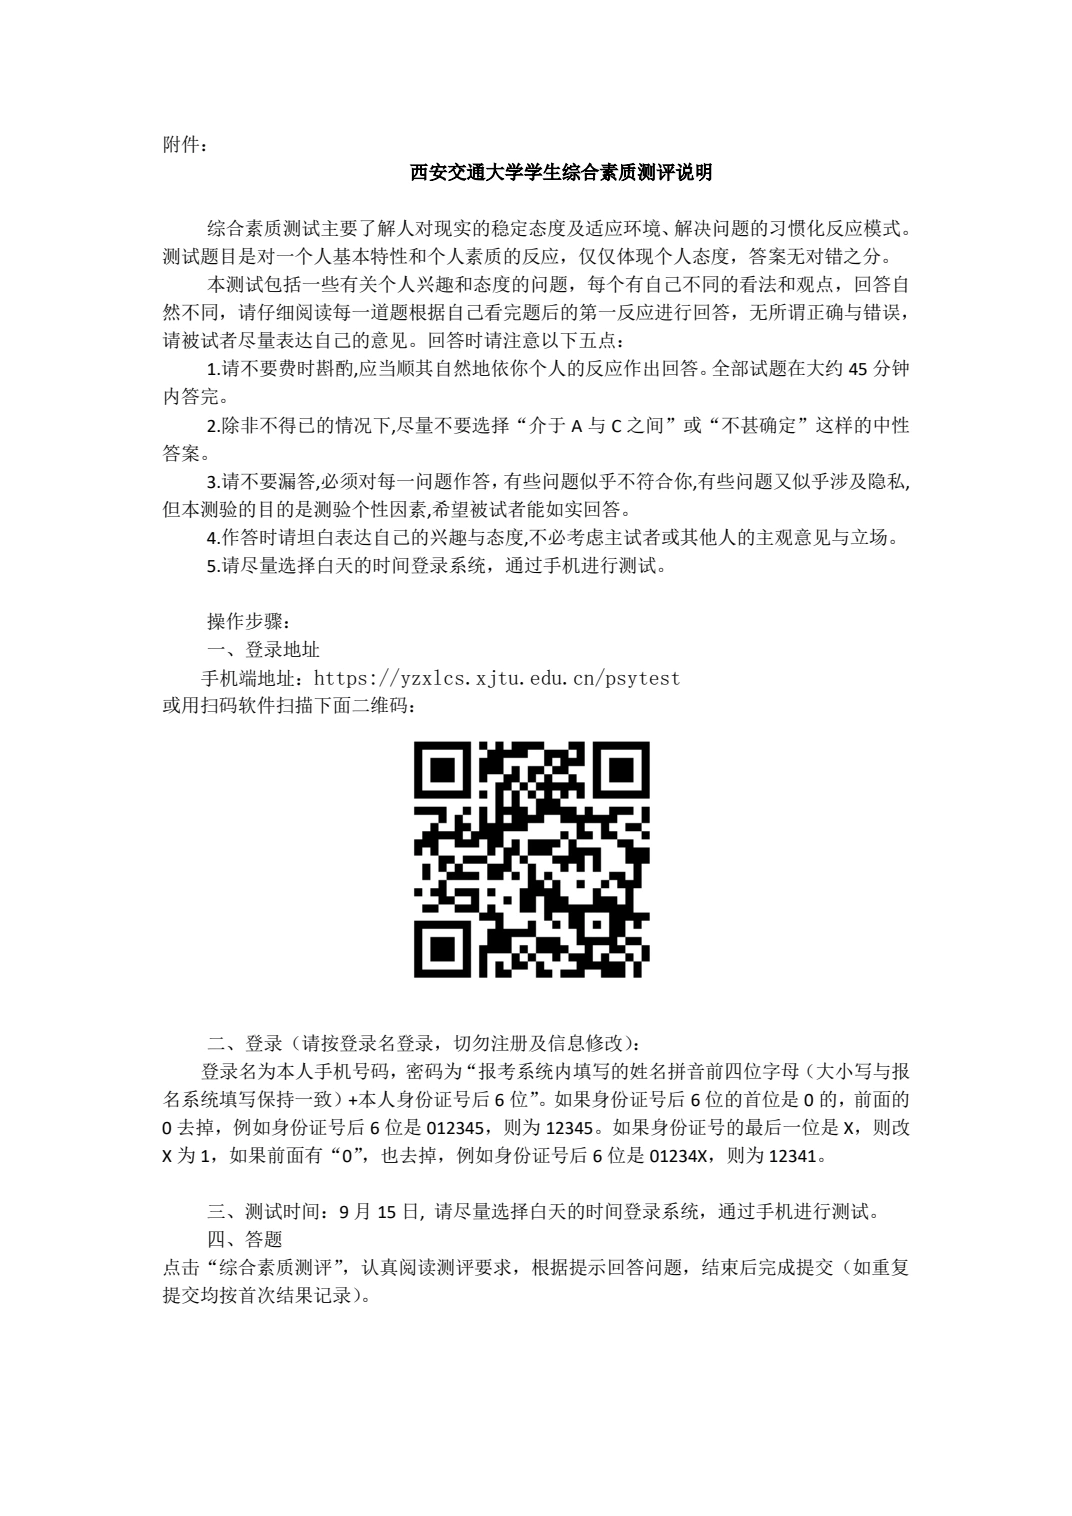 附件：
西安交通大学学生综合素质测评说明
综合素质测试主要了解人对现实的稳定态度及适应环境、解决问题的习惯化反应模式。
测试题目是对一个人基本特性和个人素质的反应，仅仅体现个人态度，答案无对错之分。
本测试包括一些有关个人兴趣和态度的问题，每个有自己不同的看法和观点，回答自
然不同，请仔细阅读每一道题根据自己看完题后的第一反应进行回答，无所谓正确与错误，
请被试者尽量表达自己的意见。回答时请注意以下五点：
1.请不要费时斟酌,应当顺其自然地依你个人的反应作出回答。全部试题在大约 45 分钟
内答完。
2.除非不得已的情况下,尽量不要选择“介于 A 与 C 之间”或“不甚确定”这样的中性
答案。
3.请不要漏答,必须对每一问题作答，有些问题似乎不符合你,有些问题又似乎涉及隐私,
但本测验的目的是测验个性因素,希望被试者能如实回答。
4.作答时请坦白表达自己的兴趣与态度,不必考虑主试者或其他人的主观意见与立场。
5.请尽量选择白天的时间登录系统，通过手机进行测试。
操作步骤：
一、登录地址
手机端地址：https://yzxlcs.xjtu.edu.cn/psytest
或用扫码软件扫描下面二维码：
二、登录（请按登录名登录，切勿注册及信息修改）：
登录名为本人手机号码，密码为“报考系统内填写的姓名拼音前四位字母（大小写与报
名系统填写保持一致）+本人身份证号后 6 位”。如果身份证号后 6 位的首位是 0 的，前面的
0 去掉，例如身份证号后 6 位是 012345，则为 12345。如果身份证号的最后一位是 X，则改
X 为 1，如果前面有“0”，也去掉，例如身份证号后 6 位是 01234X，则为 12341。
三、测试时间：9 月 15 日, 请尽量选择白天的时间登录系统，通过手机进行测试。
四、答题
点击“综合素质测评”，认真阅读测评要求，根据提示回答问题，结束后完成提交（如重复
提交均按首次结果记录）。